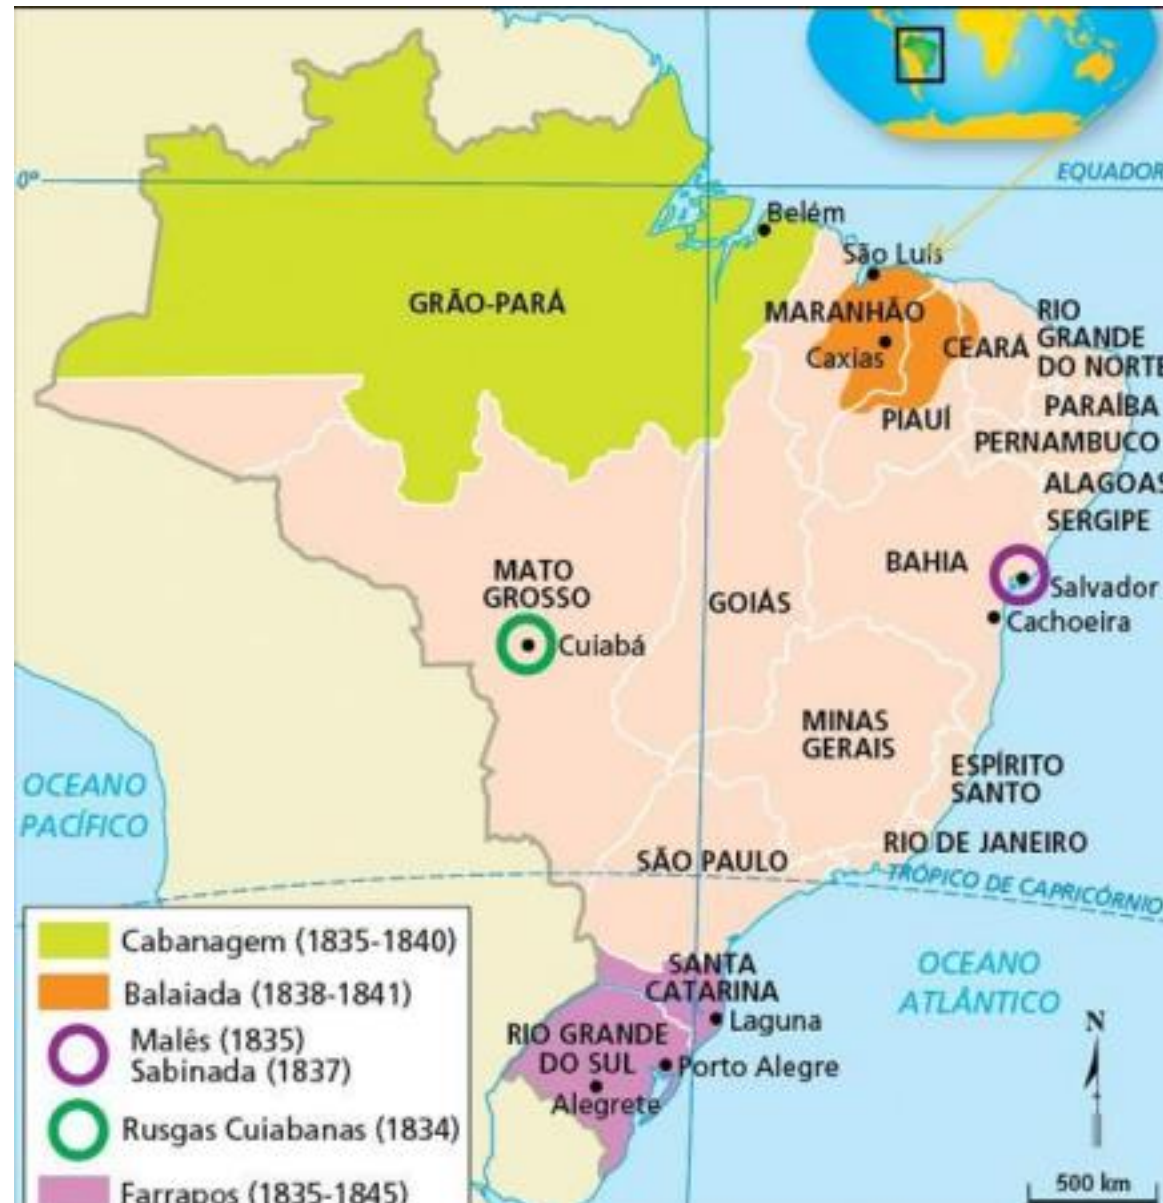 EQUADOR
0º
Belém
São Luís
GRÃO-PARÁ
MARANHÃO
RIO
GRANDE
DO NORTE
CEARÁ
Caxias
PARAÍBA
PIAUÍ
PERNAMBUCO
ALAGOAS
SERGIPE
BAHIA
MATO
GROSSO
Salvador
GOIÁS
Cachoeira
Cuiabá
MINAS
GERAIS
ESPÍRITO
SANTO
OCEANO
PACÍFICO
RIO DE JANEIRO
SÃO PAULO
TRÓPICO DE CAPRICÓRNIO
SANTA
CATARINA
OCEANO
ATLÂNTICO
Laguna
RIO GRANDE
DO SUL
Porto Alegre
Alegrete
N
500 km
Cabanagem (1835-1840)
Balaiada (1838-1841)
Malês (1835)
Sabinada (1837)
Rusgas Cuiabanas (1834)
Farrapos (1835-1845)